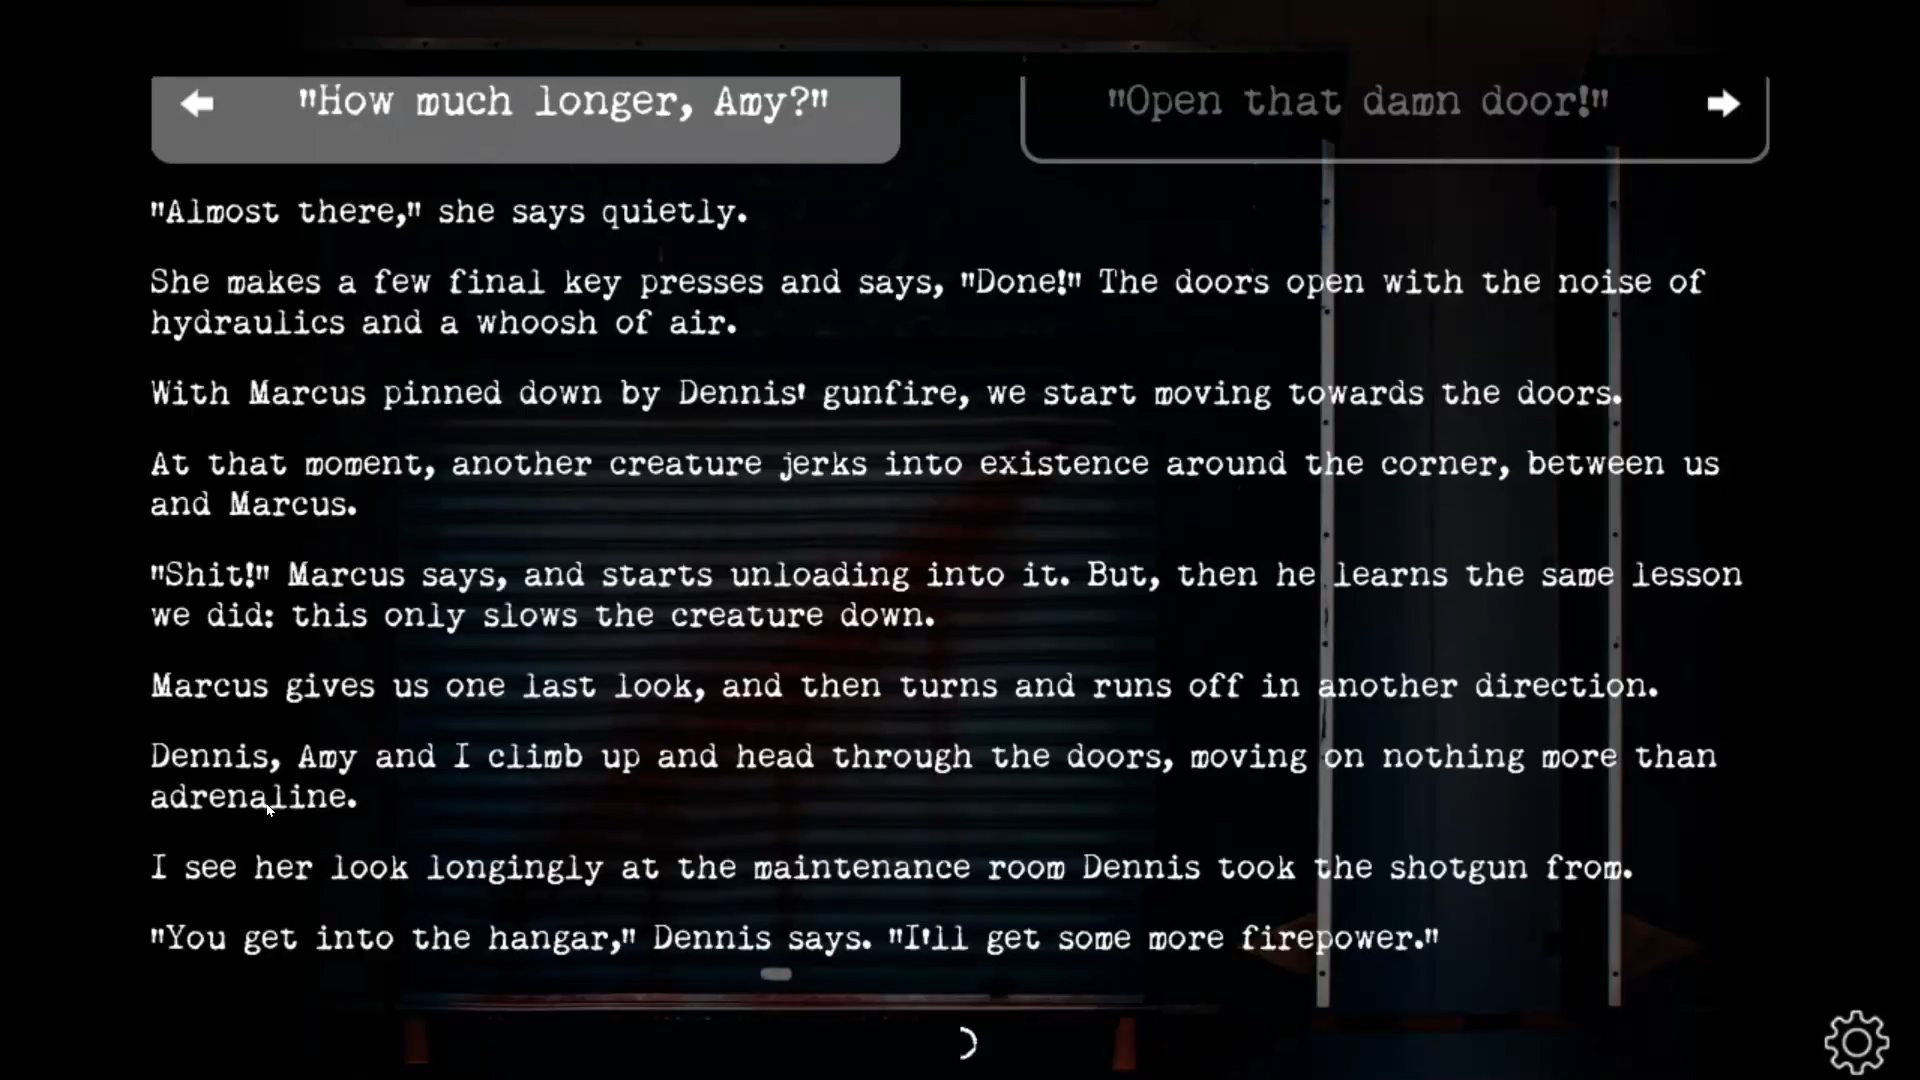 "How much longer, Amy?"
"Open that damn door!"
"Almost there," she says quietly.
She makes a few final key presses and says, "Done!" The doors open with the noise of
hydraulics and a whoosh of air.
With Marcus pinned down by Dennis' gunfire, we start moving towards the doors.
At that moment, another creature jerks into existence around the corner, between us
and Marcus.
"Shit!" Marcus says, and starts unloading into it. But, then he learns the same lesson
we did: this only slows the creature down.
Marcus gives us one last look, and then turns and runs off in another direction.
Dennis, Amy and I climb up and head through the doors, moving on nothing more than
adrenaline.
I see her look longingly at the maintenance room Dennis took the shotgun from.
"You get into the hangar," Dennis says. "I'll get some more firepower."